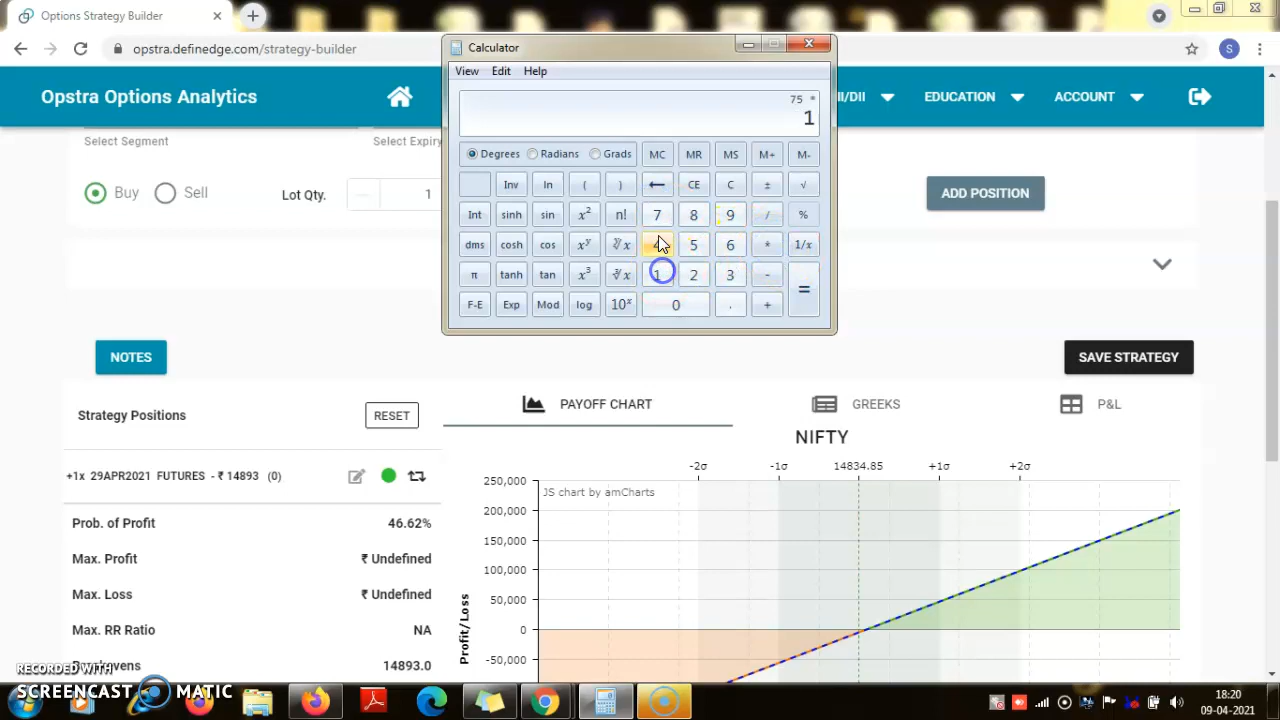 Options Strategy Builder
opstra.definedge.com/strategy-builder
S
Calculator
View Edit Help
75 *
1
Degrees Radians Grads MC MR MS M+ M-
Inv ln ( ) CE C ± √
Int sinh sin x² n! 7 8 9 / %
dms cosh cos xʸ ʸ√x 4 5 6 * 1/x
π tanh tan x³ ³√x 1 2 3 - =
F-E Exp Mod log 10ˣ 0 . +
Opstra Options Analytics
II/DII EDUCATION ACCOUNT
Select Segment Select Expiry
Buy Sell Lot Qty. 1 ADD POSITION
NOTES SAVE STRATEGY
Strategy Positions RESET
PAYOFF CHART GREEKS P&L
NIFTY
+1x 29APR2021 FUTURES - ₹ 14893 (0)
-2σ -1σ 14834.85 +1σ +2σ
JS chart by amCharts
250,000
200,000
150,000
100,000
50,000
0
-50,000
Profit/Loss
Prob. of Profit 46.62%
Max. Profit ₹ Undefined
Max. Loss ₹ Undefined
Max. RR Ratio NA
14893.0
RECORDED WITH
SCREENCAST MATIC
18:20
09-04-2021